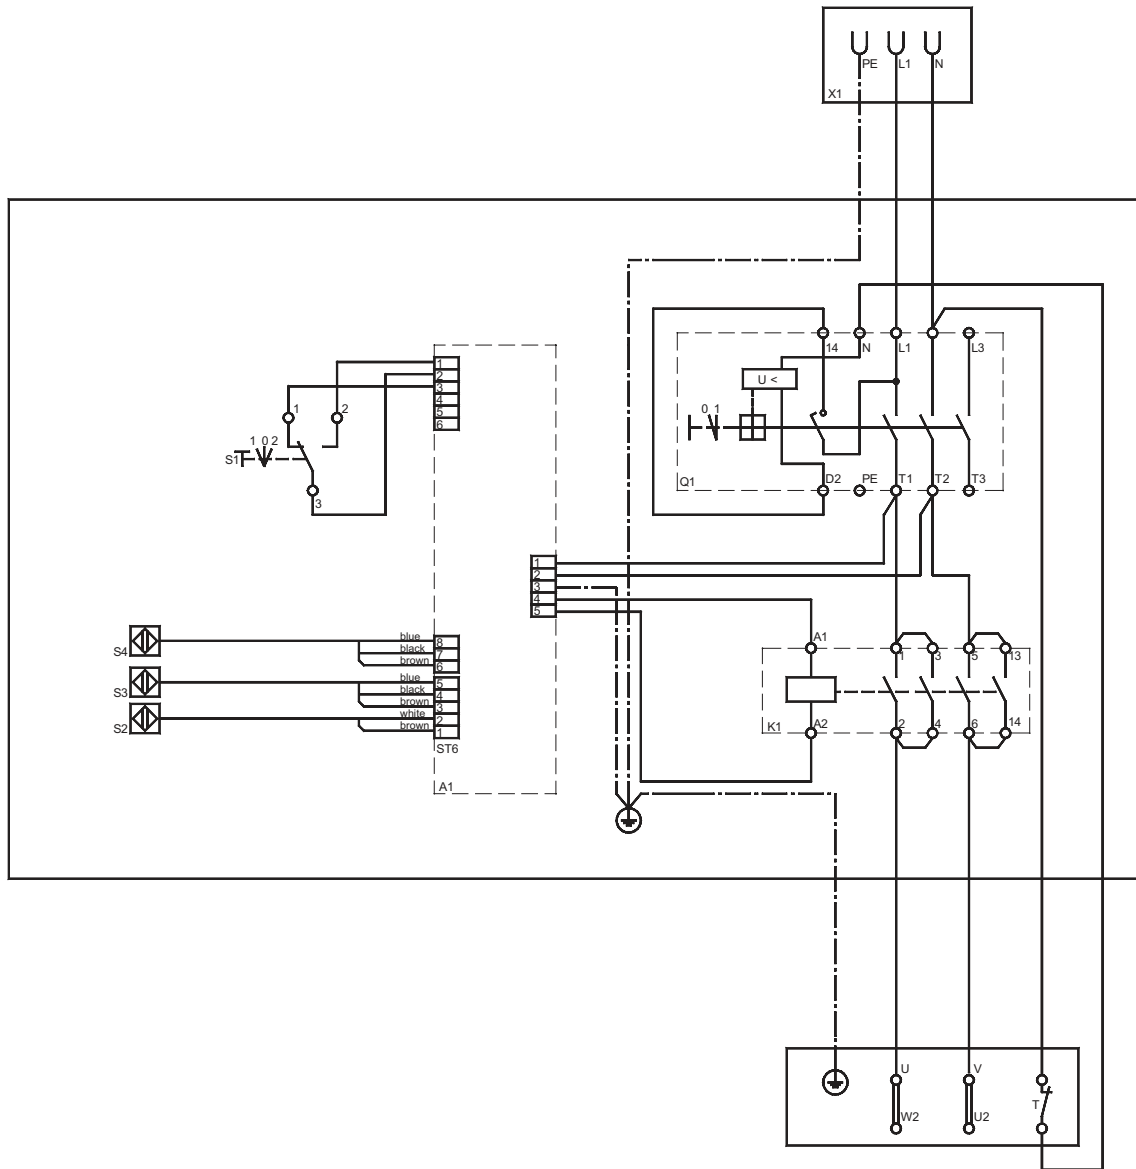 PE L1 N
X1
14 N L1 L3
U <
0 1
Q1
D2 PE T1 T2 T3
1
2
3
4
5
6
1 2
1 0 2
S1
3
1
2
3
4
5
S4
blue
black
brown
8
7
6
S3
blue
black
brown
5
4
3
S2
white
brown
2
1
ST6
A1
A1 1 3 5 13
K1 A2 2 4 6 14
U V
T
W2 U2